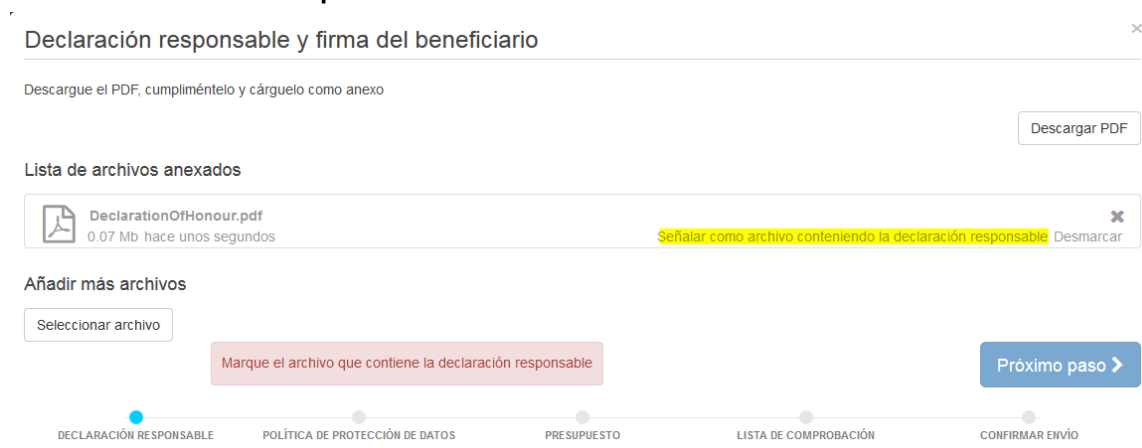 Declaración responsable y firma del beneficiario
×
Descargue el PDF, cumpliméntelo y cárguelo como anexo
Descargar PDF
Lista de archivos anexados
DeclarationOfHonour.pdf
0.07 Mb hace unos segundos
Señalar como archivo conteniendo la declaración responsable Desmarcar
Añadir más archivos
Seleccionar archivo
Marque el archivo que contiene la declaración responsable
Próximo paso
DECLARACIÓN RESPONSABLE POLÍTICA DE PROTECCIÓN DE DATOS PRESUPUESTO LISTA DE COMPROBACIÓN CONFIRMAR ENVÍO